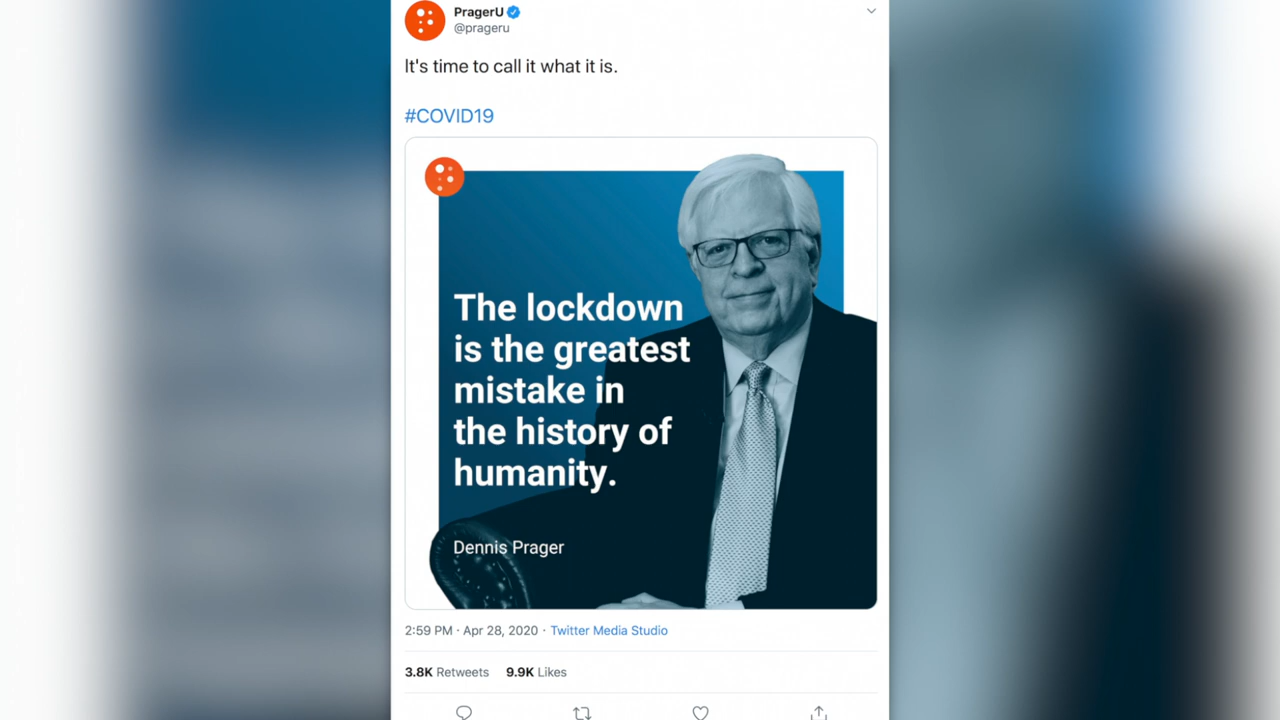 PragerU
@prageru
It's time to call it what it is.
#COVID19
The lockdown
is the greatest
mistake in
the history of
humanity.
Dennis Prager
2:59 PM · Apr 28, 2020 · Twitter Media Studio
3.8K Retweets 9.9K Likes